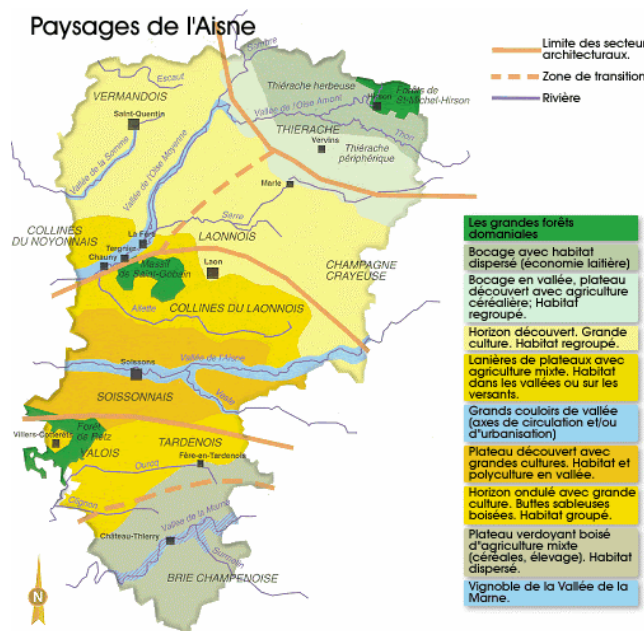 Paysages de l'Aisne
Limite des secteur
architecturaux.
Zone de transition
Rivière
Sambre
Escaut
Thiérache herbeuse
Forêts de
St-Michel-Hirson
Hirson
VERMANDOIS
Saint-Quentin
Vallée de l'Oise Amont
Thon
THIERACHE
Vervins
Thiérache
périphérique
Vallée de la Somme
Vallée de l'Oise Moyenne
Marle
Serre
COLLINES
DU NOYONNAIS
La Fère
Tergnier
Chauny
LAONNOIS
Laon
Massif
de Saint-Gobain
CHAMPAGNE
CRAYEUSE
Ailette
COLLINES DU LAONNOIS
Soissons
Vallée de l'Aisne
Vesle
SOISSONNAIS
Forêt
de Retz
Villers-Cotterêts
VALOIS
TARDENOIS
Ourcq
Fère-en-Tardenois
Clignon
Vallée de la Marne
Château-Thierry
Surmelin
BRIE CHAMPENOISE
N
Les grandes forêts
domaniales
Bocage avec habitat
dispersé (économie laitière)
Bocage en vallée, plateau
découvert avec agriculture
céréalière; Habitat
regroupé.
Horizon découvert. Grande
culture. Habitat regroupé.
Lanières de plateaux avec
agriculture mixte. Habitat
dans les vallées ou sur les
versants.
Grands couloirs de vallée
(axes de circulation et/ou
d"urbanisation)
Plateau découvert avec
grandes cultures. Habitat et
polyculture en vallée.
Horizon ondulé avec grande
culture. Buttes sableuses
boisées. Habitat groupé.
Plateau verdoyant boisé
d"agriculture mixte
(céréales, élevage). Habitat
dispersé.
Vignoble de la Vallée de la
Marne.